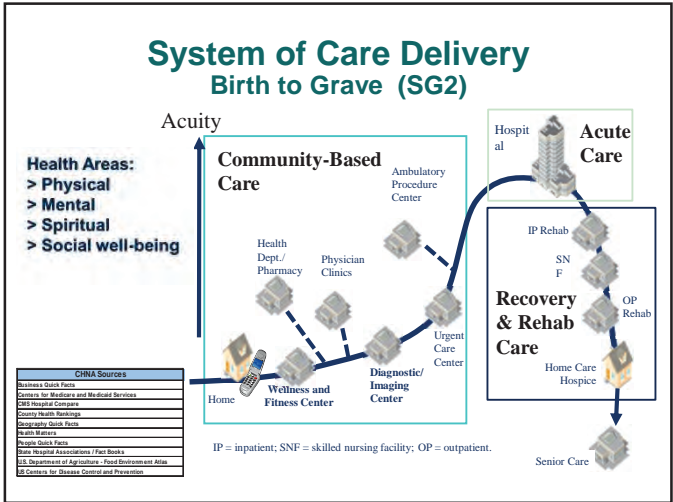 System of Care Delivery
Birth to Grave (SG2)
Acuity
Health Areas:
> Physical
> Mental
> Spiritual
> Social well-being
Community-Based
Care
Ambulatory
Procedure
Center
Health
Dept./
Pharmacy
Physician
Clinics
Urgent
Care
Center
Home
Wellness and
Fitness Center
Diagnostic/
Imaging
Center
Hospit
al
Acute
Care
IP Rehab
SN
F
OP
Rehab
Recovery
& Rehab
Care
Home Care
Hospice
Senior Care
CHNA Sources
Business Quick Facts
Centers for Medicare and Medicaid Services
CMS Hospital Compare
County Health Rankings
Geography Quick Facts
Health Matters
People Quick Facts
State Hospital Associations / Fact Books
U.S. Department of Agriculture - Food Environment Atlas
US Centers for Disease Control and Prevention
IP = inpatient; SNF = skilled nursing facility; OP = outpatient.